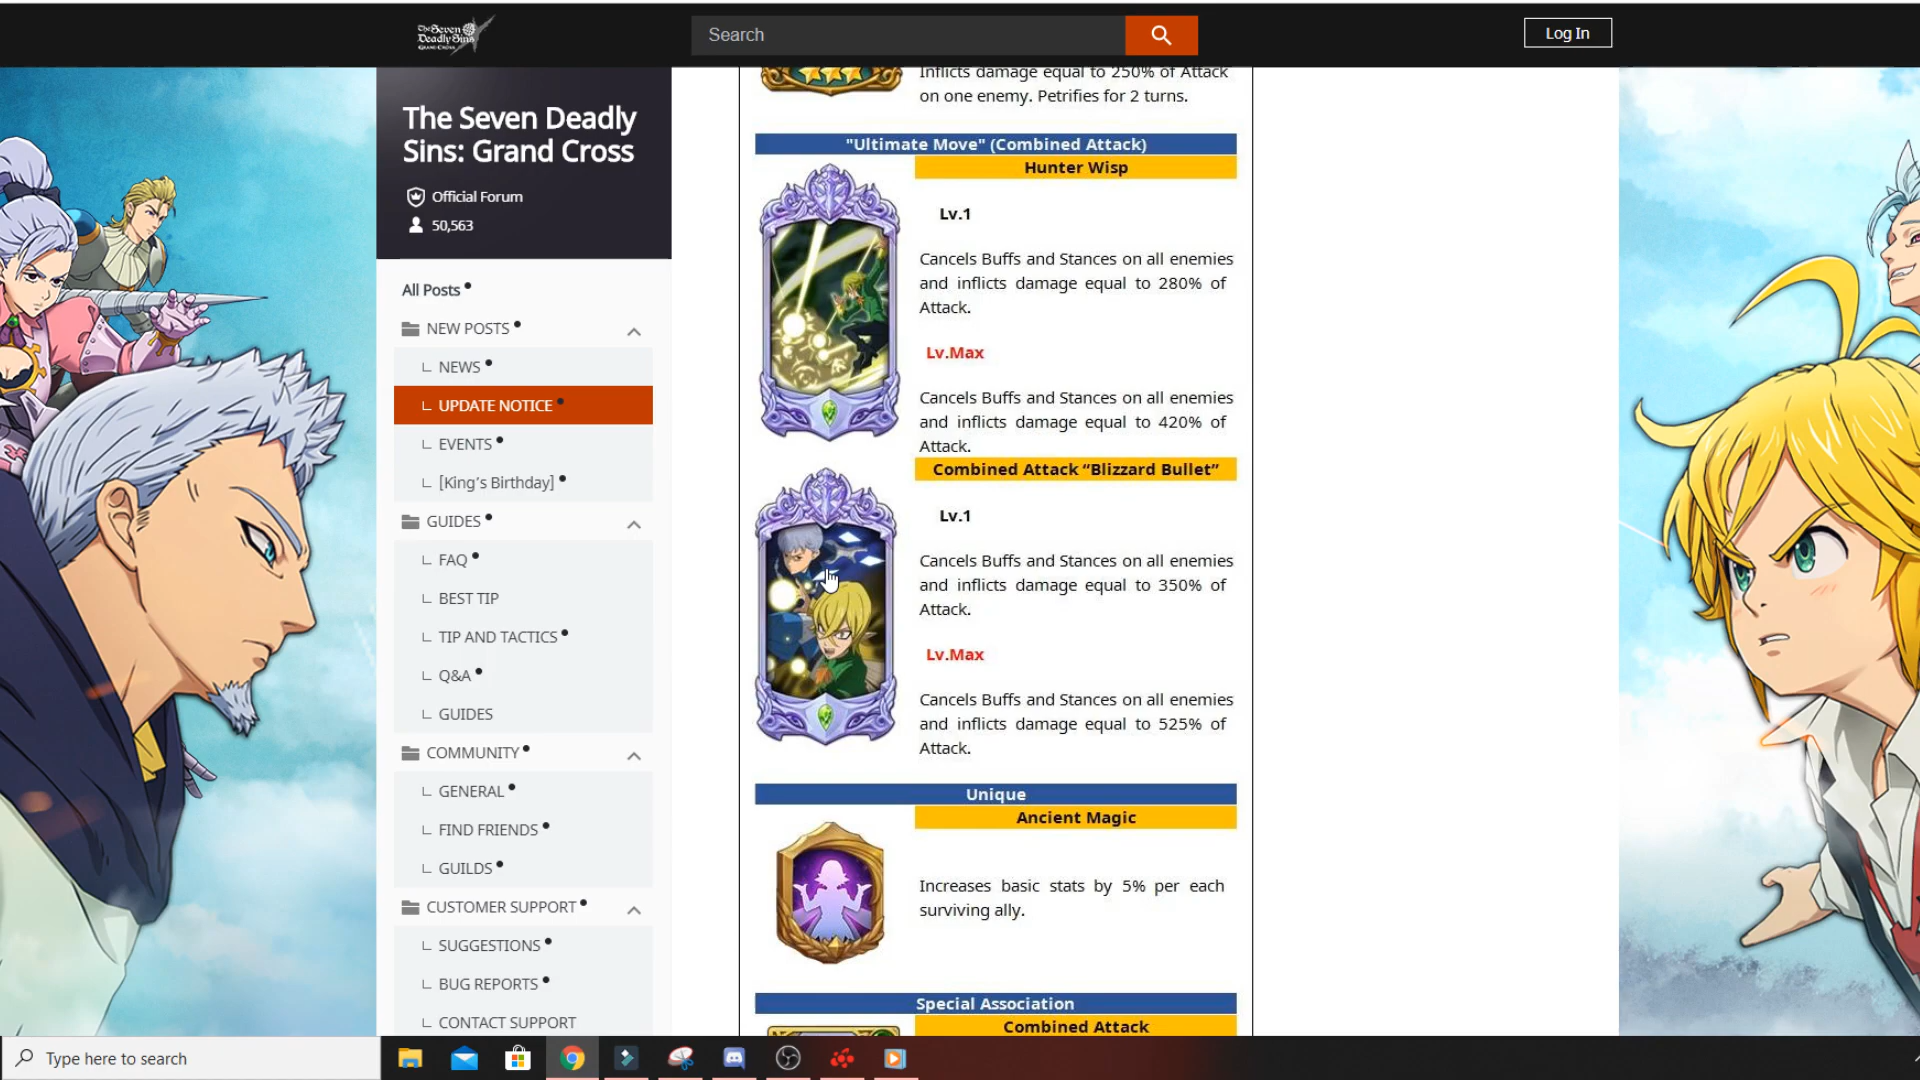 The Seven
Deadly Sins
GRAND CROSS
Search
Log In
The Seven Deadly
Sins: Grand Cross
Official Forum
50,563
All Posts
NEW POSTS
NEWS
UPDATE NOTICE
EVENTS
[King's Birthday]
GUIDES
FAQ
BEST TIP
TIP AND TACTICS
Q&A
GUIDES
COMMUNITY
GENERAL
FIND FRIENDS
GUILDS
CUSTOMER SUPPORT
SUGGESTIONS
BUG REPORTS
CONTACT SUPPORT
Inflicts damage equal to 250% of Attack
on one enemy. Petrifies for 2 turns.
"Ultimate Move" (Combined Attack)
Hunter Wisp
Lv.1
Cancels Buffs and Stances on all enemies
and inflicts damage equal to 280% of
Attack.
Lv.Max
Cancels Buffs and Stances on all enemies
and inflicts damage equal to 420% of
Attack.
Combined Attack “Blizzard Bullet”
Lv.1
Cancels Buffs and Stances on all enemies
and inflicts damage equal to 350% of
Attack.
Lv.Max
Cancels Buffs and Stances on all enemies
and inflicts damage equal to 525% of
Attack.
Unique
Ancient Magic
Increases basic stats by 5% per each
surviving ally.
Special Association
Combined Attack
Type here to search